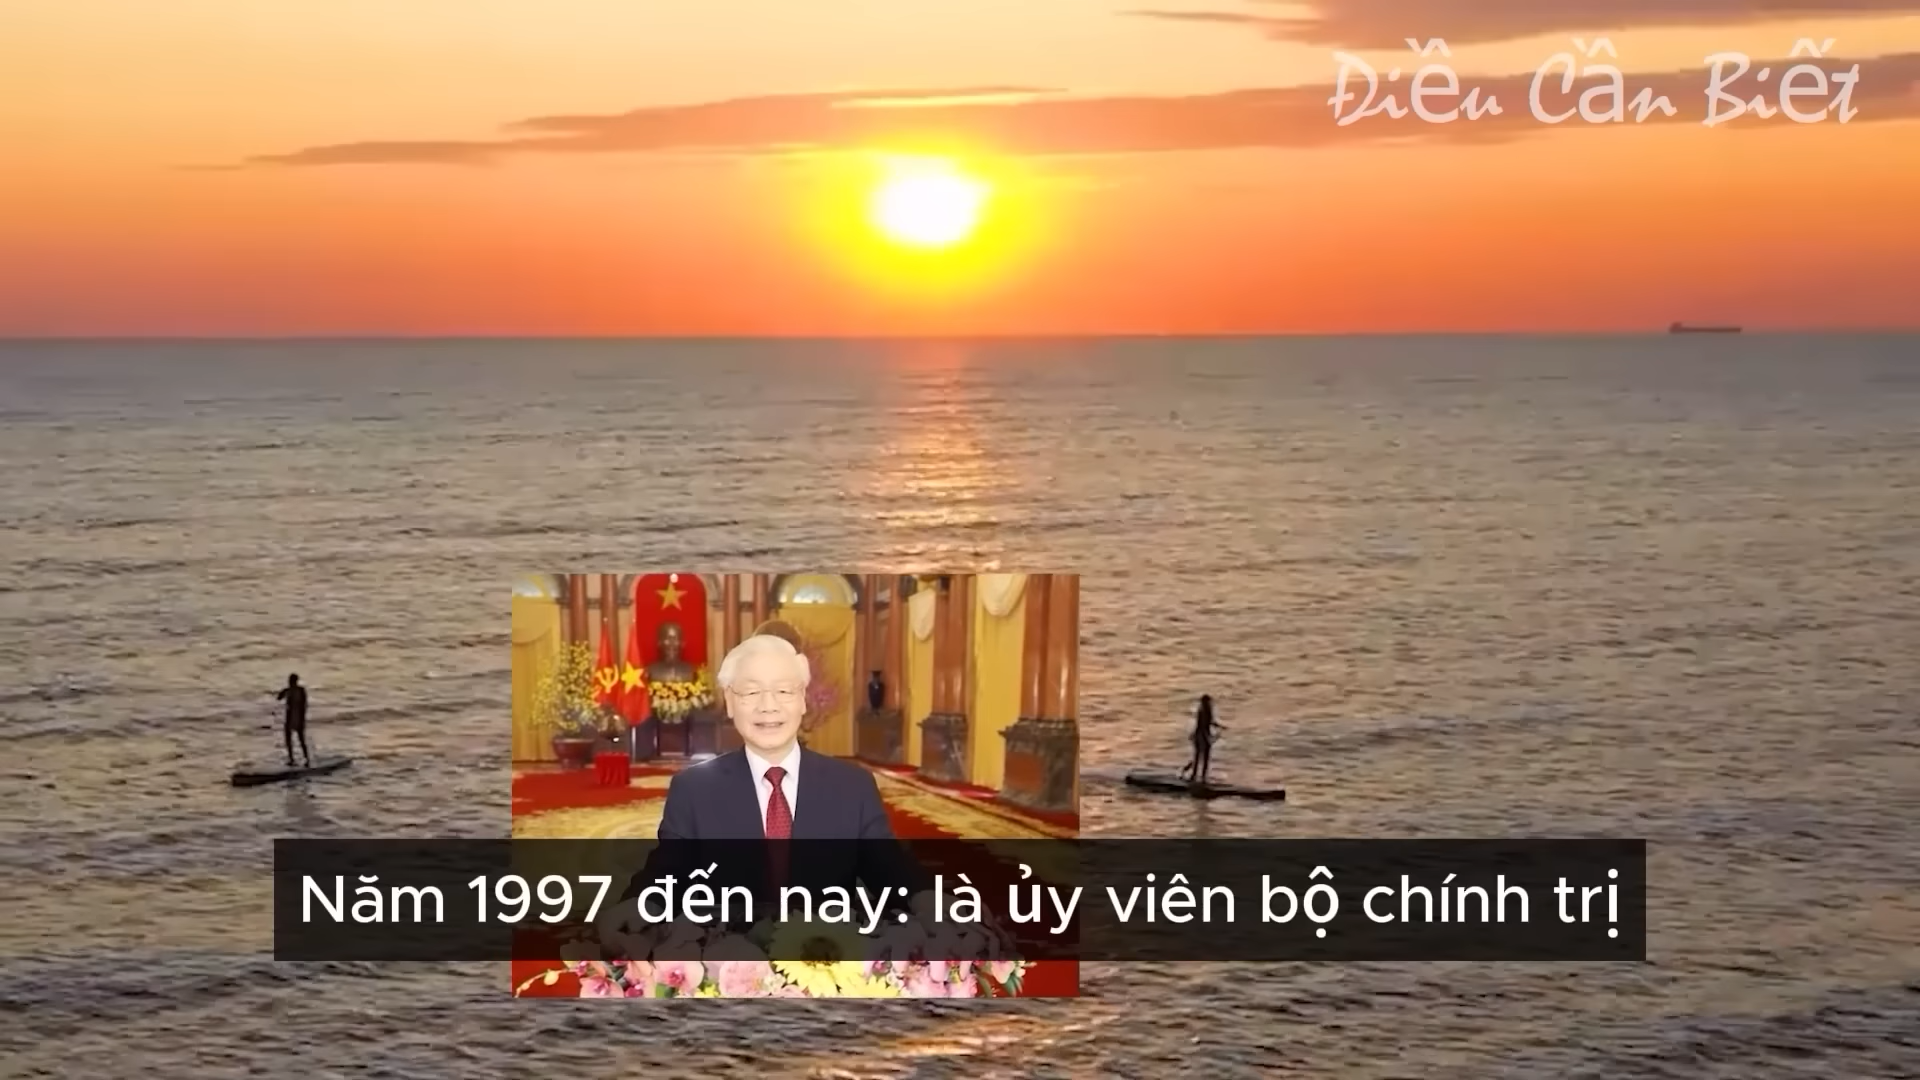 Điều Cần Biết
Năm 1997 đến nay: là ủy viên bộ chính trị